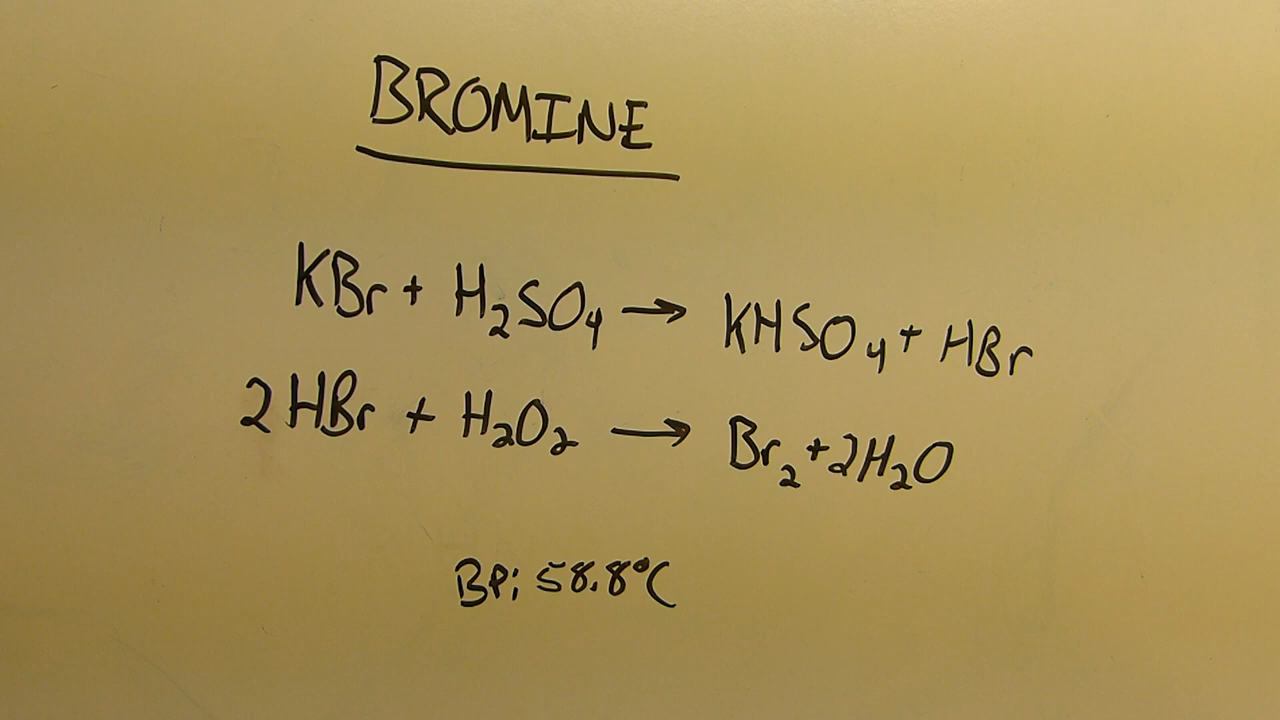 BROMINE
KBr + H₂SO₄ → KHSO₄ + HBr
2HBr + H₂O₂ → Br₂ + 2H₂O
BP: 58.8°C